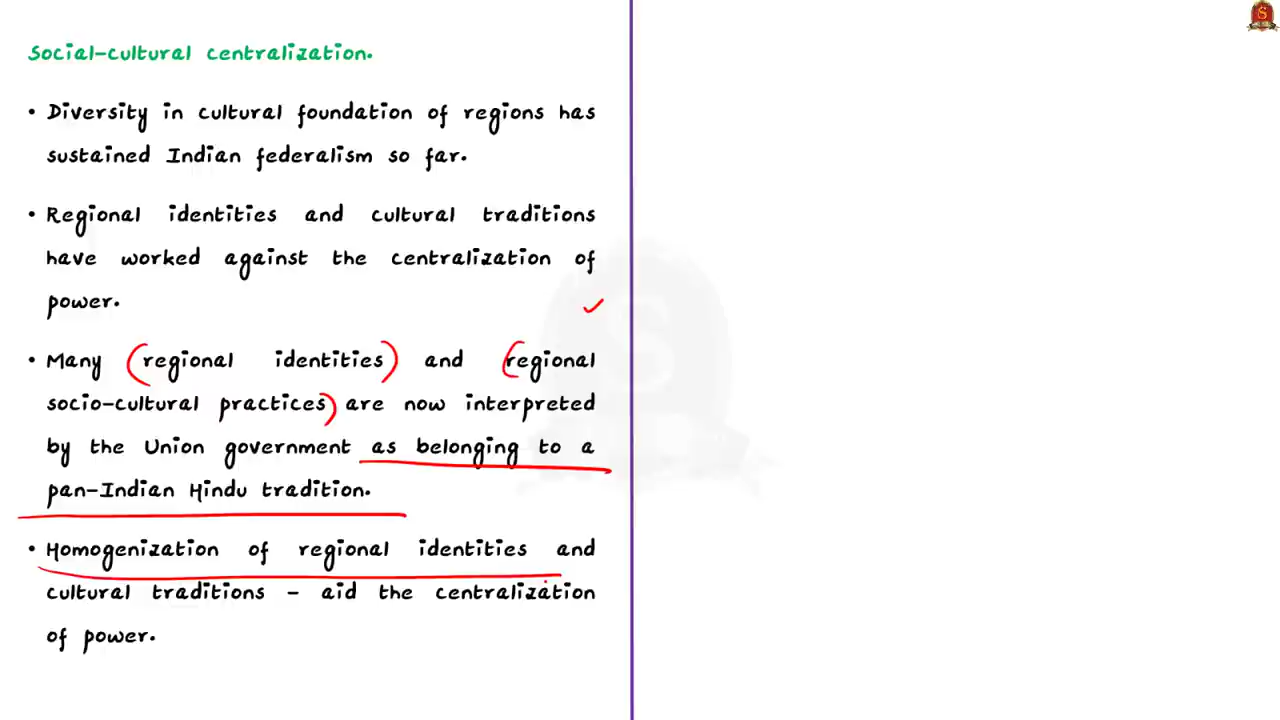 Social-cultural centralization.
• Diversity in cultural foundation of regions has
sustained Indian federalism so far.
• Regional identities and cultural traditions
have worked against the centralization of
power.
• Many (regional identities) and (regional
socio-cultural practices) are now interpreted
by the Union government as belonging to a
pan-Indian Hindu tradition.
• Homogenization of regional identities and
cultural traditions - aid the centralization
of power.